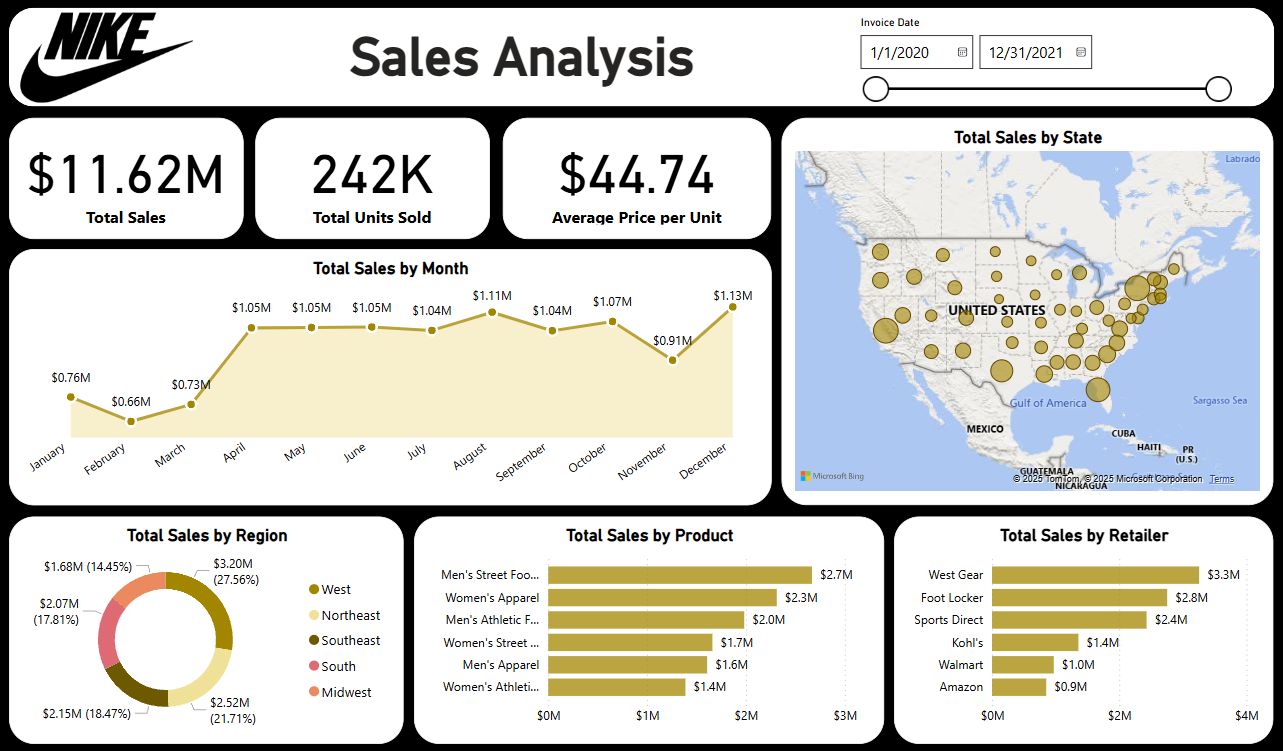 NIKE
Sales Analysis
Invoice Date
1/1/2020
12/31/2021
$11.62M
Total Sales
242K
Total Units Sold
$44.74
Average Price per Unit
Total Sales by Month
$0.76M
$0.66M
$0.73M
$1.05M
$1.05M
$1.05M
$1.04M
$1.11M
$1.04M
$1.07M
$0.91M
$1.13M
January
February
March
April
May
June
July
August
September
October
November
December
Total Sales by State
Labrado
UNITED STATES
Gulf of America
Sargasso Sea
MEXICO
CUBA
HAITI
PR
(U.S.)
GUATEMALA
NICARAGUA
Microsoft Bing
© 2025 TomTom, © 2025 Microsoft Corporation
Terms
Total Sales by Region
$3.20M
(27.56%)
$2.52M
(21.71%)
$2.15M (18.47%)
$2.07M
(17.81%)
$1.68M (14.45%)
West
Northeast
Southeast
South
Midwest
Total Sales by Product
Men's Street Foo... $2.7M
Women's Apparel $2.3M
Men's Athletic F... $2.0M
Women's Street ... $1.7M
Men's Apparel $1.6M
Women's Athleti... $1.4M
$0M $1M $2M $3M
Total Sales by Retailer
West Gear $3.3M
Foot Locker $2.8M
Sports Direct $2.4M
Kohl's $1.4M
Walmart $1.0M
Amazon $0.9M
$0M $2M $4M